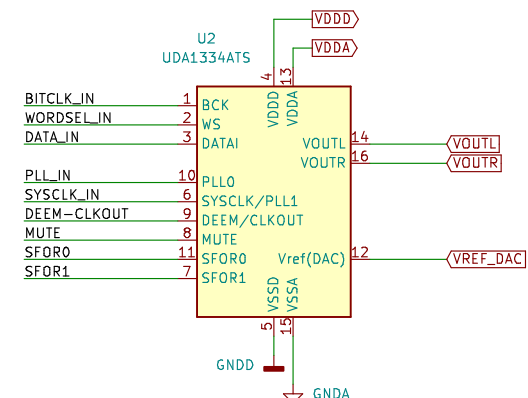 VDDD
U2
UDA1334ATS
VDDA
4
13
BITCLK_IN 1 BCK
VDDD VDDA
WORDSEL_IN 2 WS
DATA_IN 3 DATAI
VOUTL 14 VOUTL
VOUTR 16 VOUTR
PLL_IN 10 PLL0
SYSCLK_IN 6 SYSCLK/PLL1
DEEM-CLKOUT 9 DEEM/CLKOUT
MUTE 8 MUTE
SFOR0 11 SFOR0
Vref(DAC) 12 VREF_DAC
SFOR1 7 SFOR1
VSSD VSSA
5 15
GNDD
GNDA